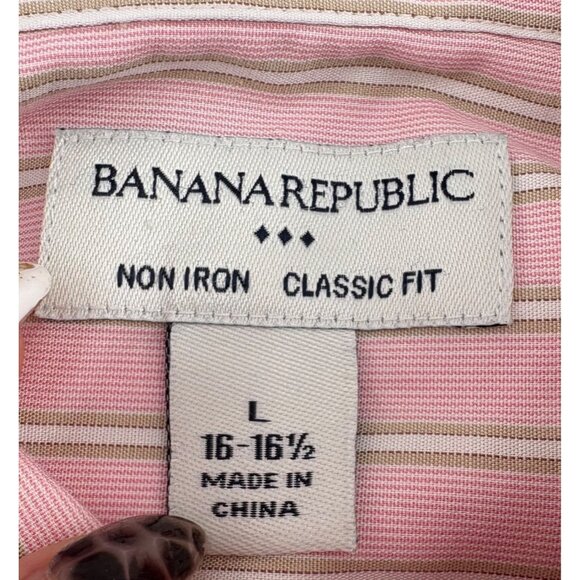 BANANA REPUBLIC
NON IRON CLASSIC FIT
L
16-16½
MADE IN
CHINA